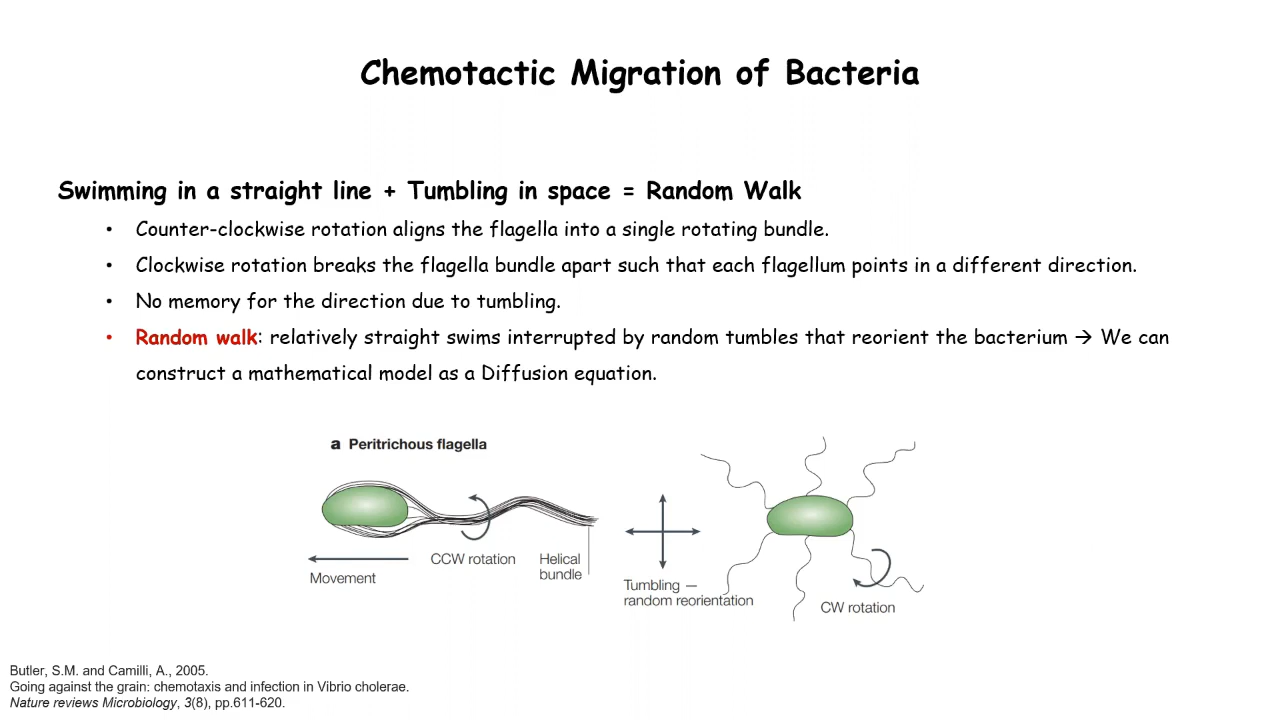 Chemotactic Migration of Bacteria
Swimming in a straight line + Tumbling in space = Random Walk
• Counter-clockwise rotation aligns the flagella into a single rotating bundle.
• Clockwise rotation breaks the flagella bundle apart such that each flagellum points in a different direction.
• No memory for the direction due to tumbling.
• Random walk: relatively straight swims interrupted by random tumbles that reorient the bacterium → We can
construct a mathematical model as a Diffusion equation.
a Peritrichous flagella
Movement
CCW rotation
Helical
bundle
Tumbling —
random reorientation
CW rotation
Butler, S.M. and Camilli, A., 2005.
Going against the grain: chemotaxis and infection in Vibrio cholerae.
Nature reviews Microbiology, 3(8), pp.611-620.